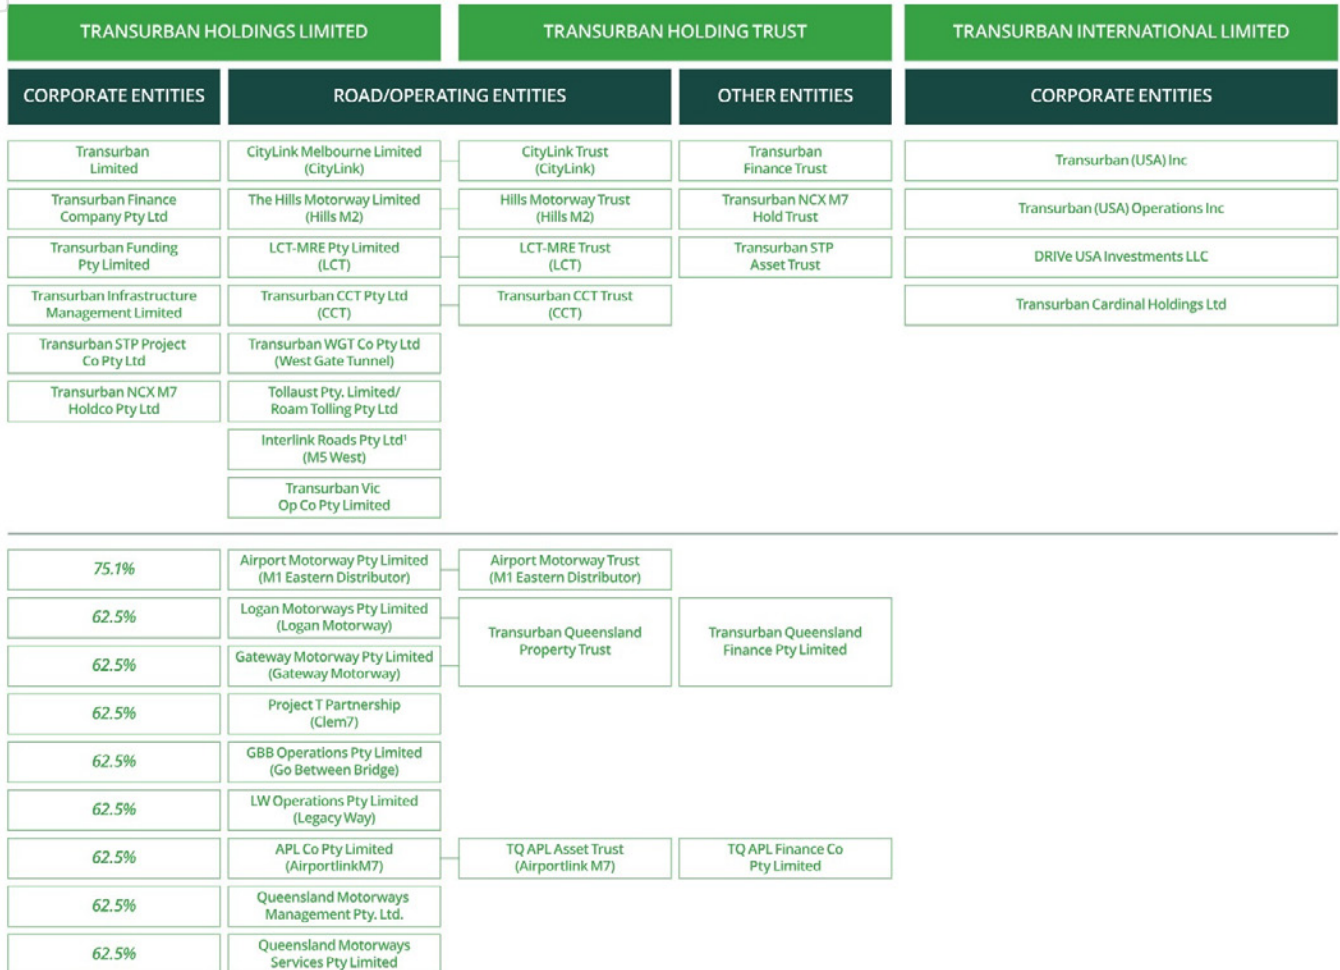 TRANSURBAN HOLDINGS LIMITED
TRANSURBAN HOLDING TRUST
TRANSURBAN INTERNATIONAL LIMITED
CORPORATE ENTITIES
ROAD/OPERATING ENTITIES
OTHER ENTITIES
CORPORATE ENTITIES
Transurban
Limited
CityLink Melbourne Limited
(CityLink)
CityLink Trust
(CityLink)
Transurban
Finance Trust
Transurban (USA) Inc
Transurban Finance
Company Pty Ltd
The Hills Motorway Limited
(Hills M2)
Hills Motorway Trust
(Hills M2)
Transurban NCX M7
Hold Trust
Transurban (USA) Operations Inc
Transurban Funding
Pty Limited
LCT-MRE Pty Limited
(LCT)
LCT-MRE Trust
(LCT)
Transurban STP
Asset Trust
DRIVe USA Investments LLC
Transurban Infrastructure
Management Limited
Transurban CCT Pty Ltd
(CCT)
Transurban CCT Trust
(CCT)
Transurban Cardinal Holdings Ltd
Transurban STP Project
Co Pty Ltd
Transurban WGT Co Pty Ltd
(West Gate Tunnel)
Transurban NCX M7
Holdco Pty Ltd
Tollaust Pty. Limited/
Roam Tolling Pty Ltd
Interlink Roads Pty Ltd¹
(M5 West)
Transurban Vic
Op Co Pty Limited
75.1%
Airport Motorway Pty Limited
(M1 Eastern Distributor)
Airport Motorway Trust
(M1 Eastern Distributor)
62.5%
Logan Motorways Pty Limited
(Logan Motorway)
Transurban Queensland
Property Trust
Transurban Queensland
Finance Pty Limited
62.5%
Gateway Motorway Pty Limited
(Gateway Motorway)
62.5%
Project T Partnership
(Clem7)
62.5%
GBB Operations Pty Limited
(Go Between Bridge)
62.5%
LW Operations Pty Limited
(Legacy Way)
62.5%
APL Co Pty Limited
(AirportlinkM7)
TQ APL Asset Trust
(Airportlink M7)
TQ APL Finance Co
Pty Limited
62.5%
Queensland Motorways
Management Pty. Ltd.
62.5%
Queensland Motorways
Services Pty Limited